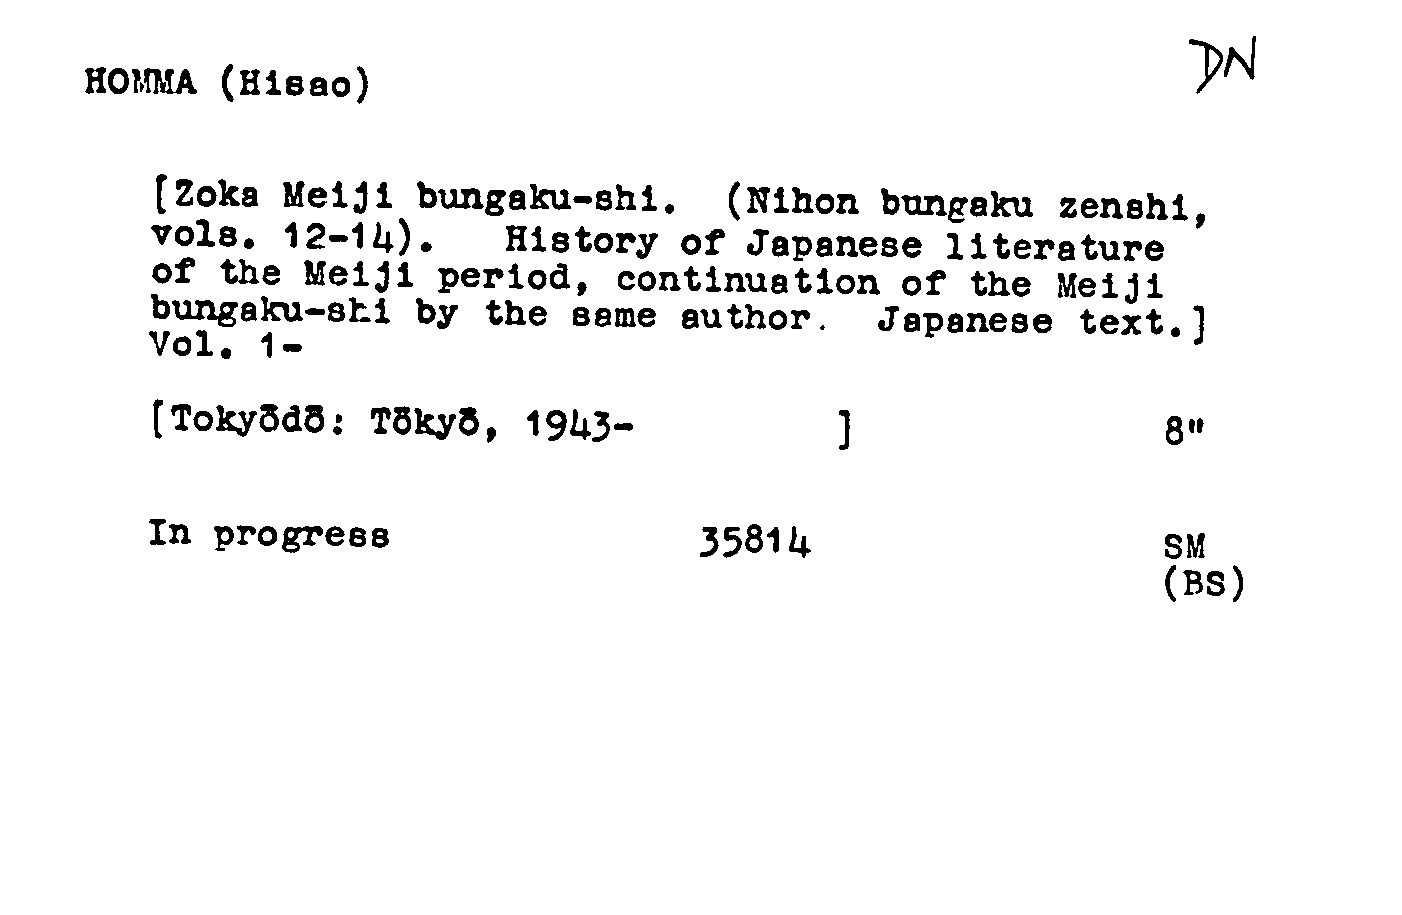 HOMMA (Hisao)
DN
[Zoka Meiji bungaku-shi. (Nihon bungaku zenshi,
vols. 12-14). History of Japanese literature
of the Meiji period, continuation of the Meiji
bungaku-shi by the same author. Japanese text.]
Vol. 1-
[Tokyōdō: Tōkyō, 1943- ] 8"
In progress 35814 SM
(BS)